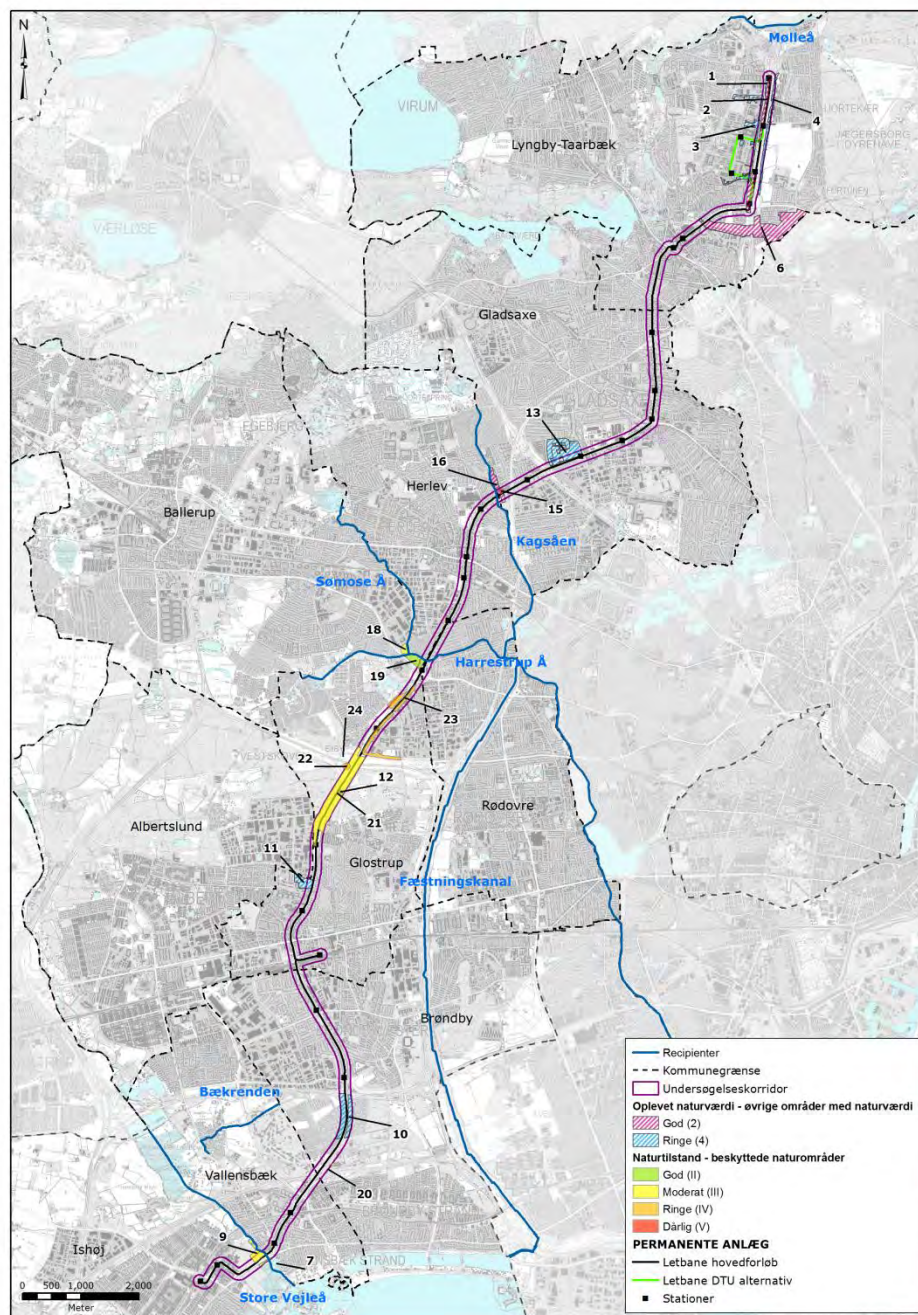 N
Mølleå
1
2
4
VIRUM
3
Lyngby-Taarbæk
VÆRLØSE
6
Gladsaxe
13
16
Herlev
15
Ballerup
Kagsåen
Sømose Å
18
Harrestrup Å
19
24
23
22
12
Albertslund
21
Rødovre
11
Glostrup
Fæstningskanal
Brøndby
Bækrenden
10
Vallensbæk
20
9
Ishøj
7
Store Vejleå
0 500 1,000 2,000
Meter
Recipienter
Kommunegrænse
Undersøgelseskorridor
Oplevet naturværdi - øvrige områder med naturværdi
God (2)
Ringe (4)
Naturtilstand - beskyttede naturområder
God (II)
Moderat (III)
Ringe (IV)
Dårlig (V)
PERMANENTE ANLÆG
Letbane hovedforløb
Letbane DTU alternativ
Stationer